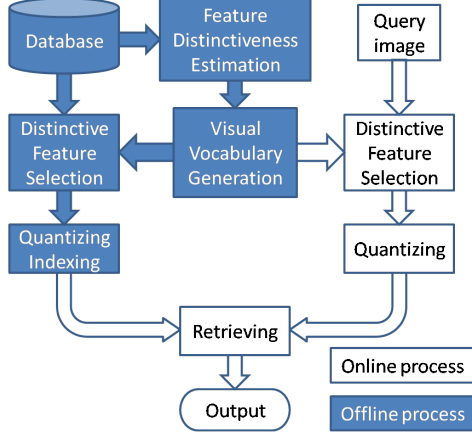 Database
Feature
Distinctiveness
Estimation
Query
image
Distinctive
Feature
Selection
Visual
Vocabulary
Generation
Distinctive
Feature
Selection
Quantizing
Indexing
Quantizing
Retrieving
Online process
Output
Offline process